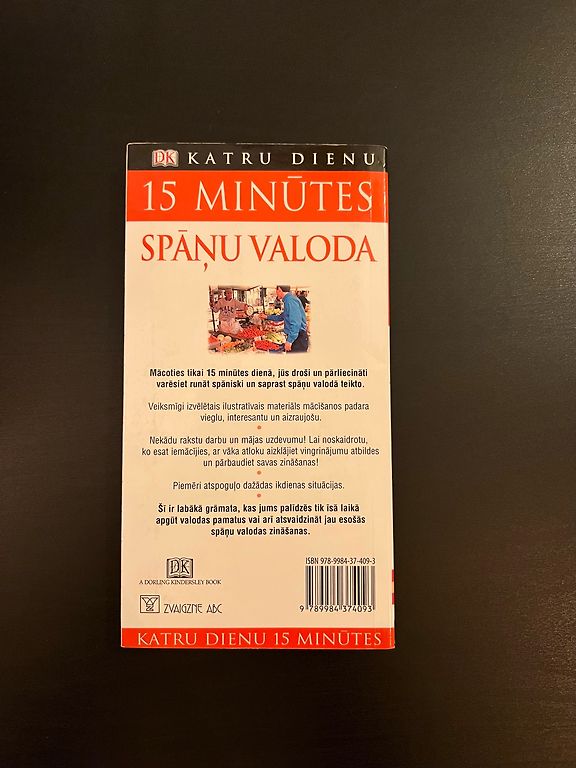 DK KATRU DIENU
15 MINŪTES
SPĀŅU VALODA
Mācoties tikai 15 minūtes dienā, jūs droši un pārliecināti
varēsiet runāt spāniski un saprast spāņu valodā teikto.
Veiksmīgi izvēlētais ilustratīvais materiāls mācīšanos padara
vieglu, interesantu un aizraujošu.
Nekādu rakstu darbu un mājas uzdevumu! Lai noskaidrotu,
ko esat iemācījies, ar vāka atloku aizklājiet vingrinājumu atbildes
un pārbaudiet savas zināšanas!
Piemēri atspoguļo dažādas ikdienas situācijas.
Šī ir labākā grāmata, kas jums palīdzēs tik īsā laikā
apgūt valodas pamatus vai arī atsvaidzināt jau esošās
spāņu valodas zināšanas.
DK
A DORLING KINDERSLEY BOOK
ZVAIGZNE ABC
ISBN 978-9984-37-409-3
9 789984 374093
KATRU DIENU 15 MINŪTES